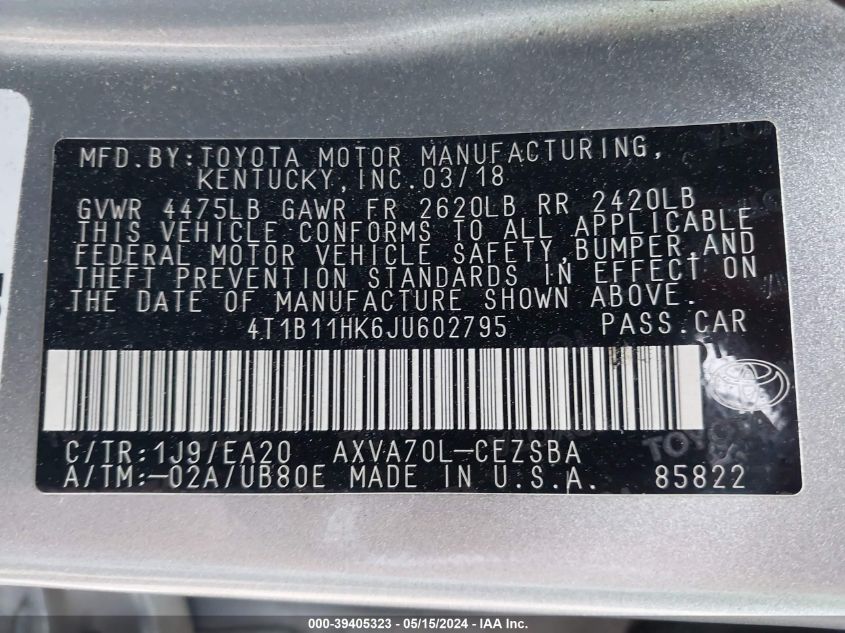 MFD.BY:TOYOTA MOTOR MANUFACTURING,
KENTUCKY,INC.03/18
GVWR 4475LB GAWR FR 2620LB RR 2420LB
THIS VEHICLE CONFORMS TO ALL APPLICABLE
FEDERAL MOTOR VEHICLE SAFETY,BUMPER,AND
THEFT PREVENTION STANDARDS IN EFFECT ON
THE DATE OF MANUFACTURE SHOWN ABOVE.
4T1B11HK6JU602795 PASS.CAR
C/TR:1J9/EA20 AXVA70L-CEZSBA
TOYOTA
A/TM:-02A/UB80E MADE IN U.S.A. 85822
000-39405323 - 05/15/2024 - IAA Inc.